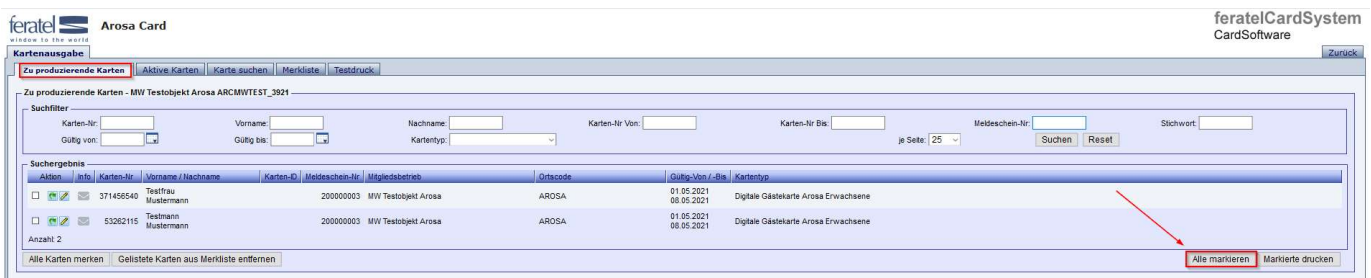 feratel Arosa Card feratelCardSystem
window to the world CardSoftware
Kartenausgabe Zurück
Zu produzierende Karten Aktive Karten Karte suchen Merkliste Testdruck
Zu produzierende Karten - MW Testobjekt Arosa ARCMWTEST_3921
Suchfilter
Karten-Nr: Vorname: Nachname: Karten-Nr Von: Karten-Nr Bis: Meldeschein-Nr: Stichwort:
Gültig von: Gültig bis: Kartentyp: je Seite: 25 Suchen Reset
Suchergebnis
Aktion Info Karten-Nr Vorname / Nachname Karten-ID Meldeschein-Nr Mitgliedsbetrieb Ortscode Gültig-Von / -Bis Kartentyp
371456540 Testfrau Mustermann 200000003 MW Testobjekt Arosa AROSA 01.05.2021 08.05.2021 Digitale Gästekarte Arosa Erwachsene
53262115 Testmann Mustermann 200000003 MW Testobjekt Arosa AROSA 01.05.2021 08.05.2021 Digitale Gästekarte Arosa Erwachsene
Anzahl: 2
Alle Karten merken Gelistete Karten aus Merkliste entfernen Alle markieren Markierte drucken